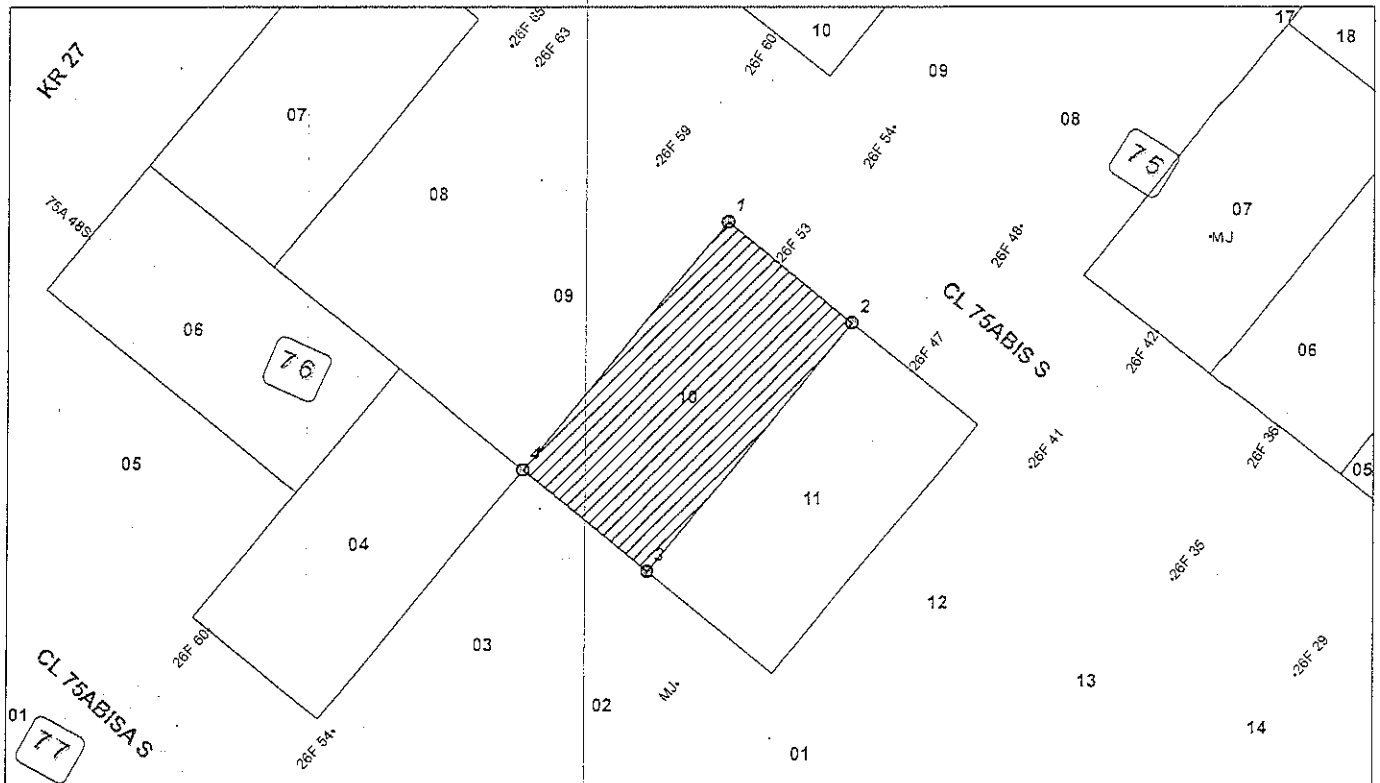 KR 27
26F 65
26F 63
26F 60
10
09
17
18
07
26F 59
26F 54
08
75
75A 48S
08
1
07
MJ
26F 53
26F 48
09
2
CL 75ABIS S
06
76
26F 47
26F 42
06
10
05
4
26F 41
26F 36
05
11
04
3
26F 35
12
26F 60
03
CL 75ABISA S
26F 29
MJ
13
02
01
77
26F 54
01
14